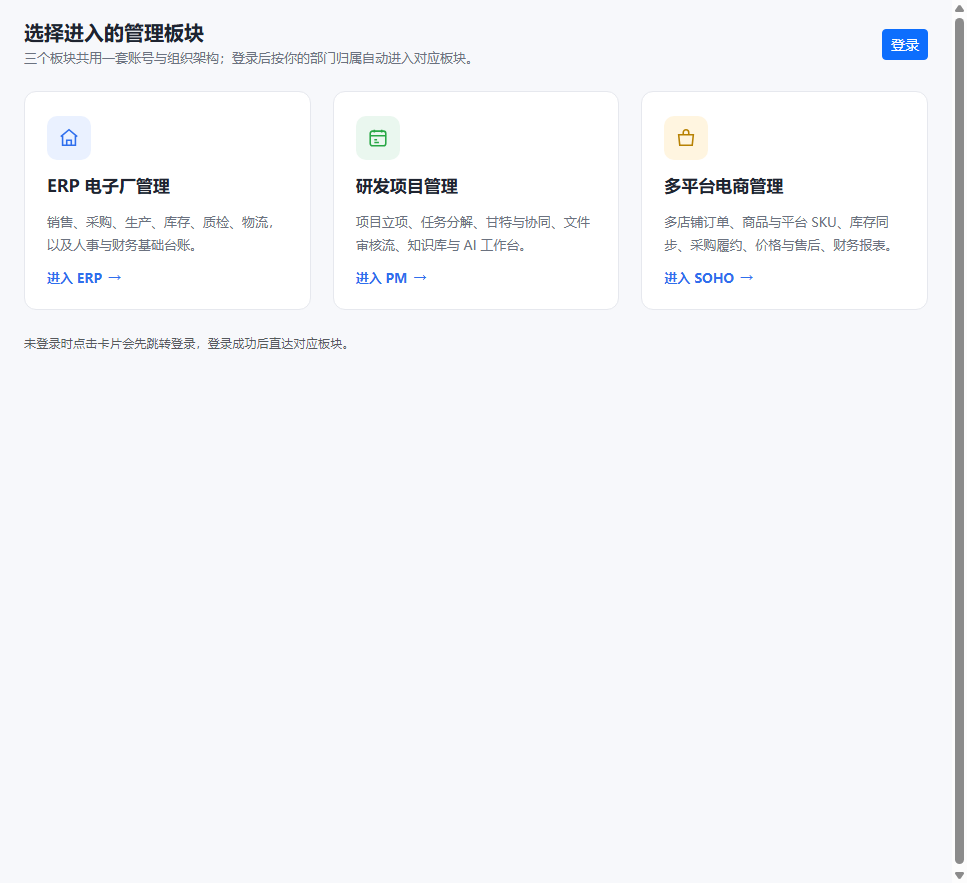 选择进入的管理板块
三个板块共用一套账号与组织架构；登录后按你的部门归属自动进入对应板块。
登录
ERP 电子厂管理
销售、采购、生产、库存、质检、物流，
以及人事与财务基础台账。
进入 ERP →
研发项目管理
项目立项、任务分解、甘特与协同、文件
审核流、知识库与 AI 工作台。
进入 PM →
多平台电商管理
多店铺订单、商品与平台 SKU、库存同
步、采购履约、价格与售后、财务报表。
进入 SOHO →
未登录时点击卡片会先跳转登录，登录成功后直达对应板块。